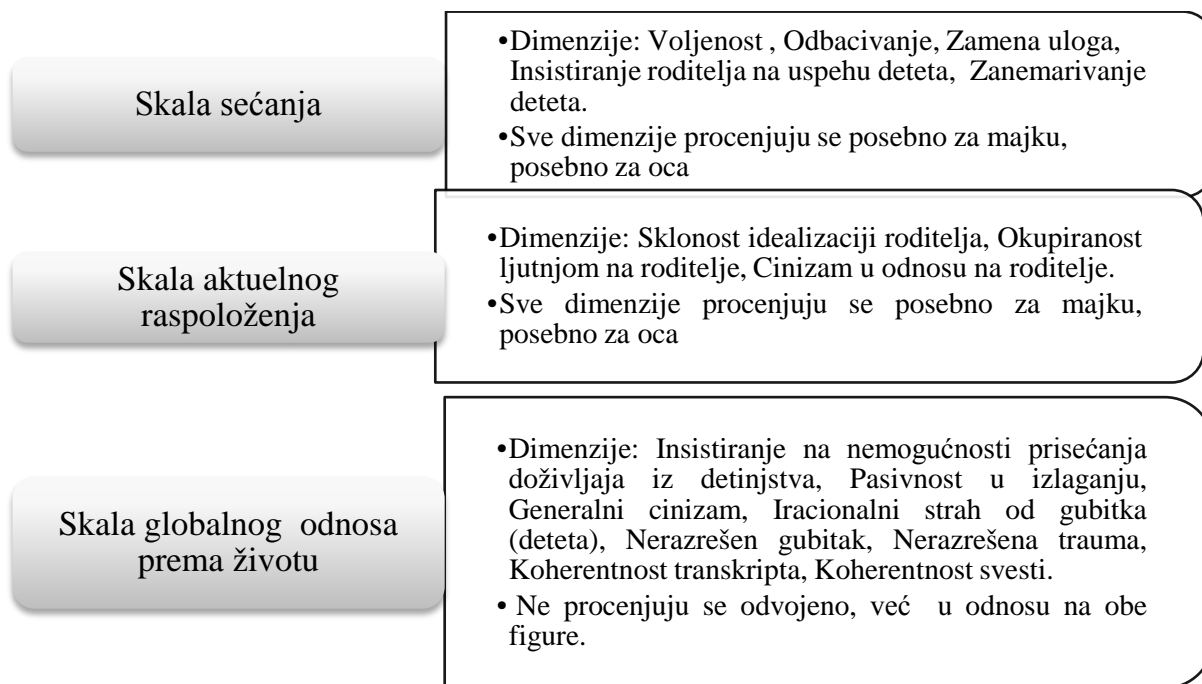 Skala sećanja
•Dimenzije: Voljenost , Odbacivanje, Zamena uloga,
Insistiranje roditelja na uspehu deteta, Zanemarivanje
deteta.
•Sve dimenzije procenjuju se posebno za majku,
posebno za oca
Skala aktuelnog
raspoloženja
•Dimenzije: Sklonost idealizaciji roditelja, Okupiranost
ljutnjom na roditelje, Cinizam u odnosu na roditelje.
•Sve dimenzije procenjuju se posebno za majku,
posebno za oca
Skala globalnog odnosa
prema životu
•Dimenzije: Insistiranje na nemogućnosti prisećanja
doživljaja iz detinjstva, Pasivnost u izlaganju,
Generalni cinizam, Iracionalni strah od gubitka
(deteta), Nerazrešen gubitak, Nerazrešena trauma,
Koherentnost transkripta, Koherentnost svesti.
• Ne procenjuju se odvojeno, već u odnosu na obe
figure.